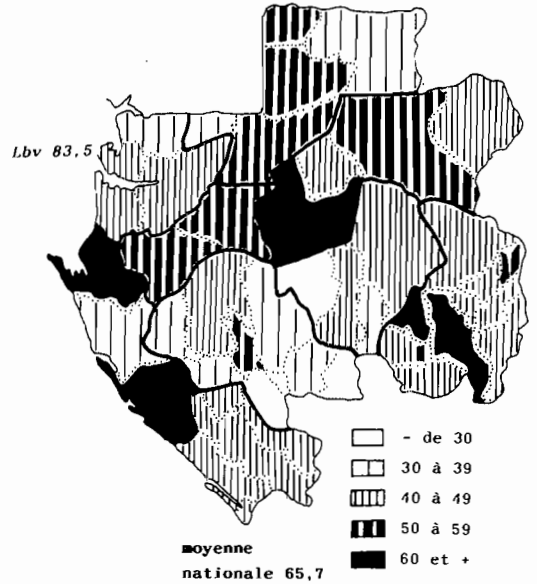 Lbv 83,5
- de 30
30 à 39
40 à 49
50 à 59
60 et +
moyenne
nationale 65,7